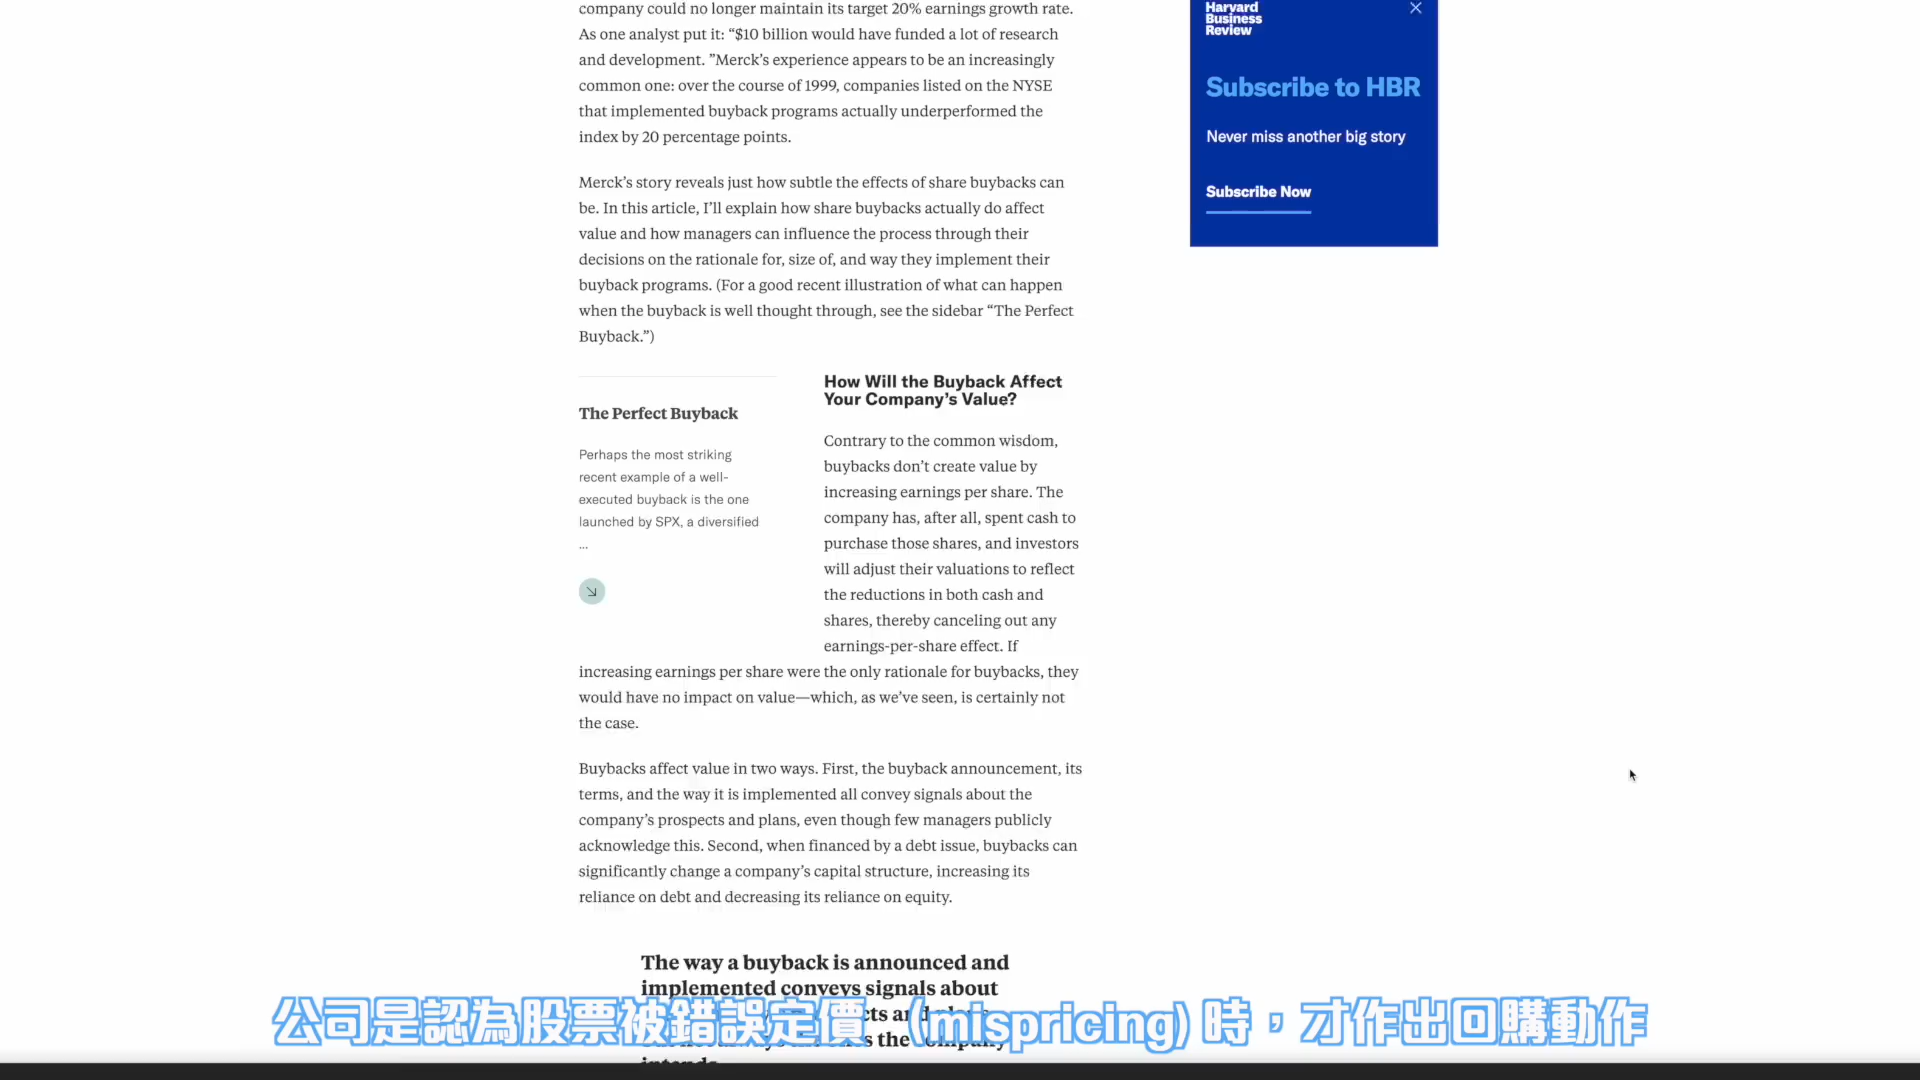 company could no longer maintain its target 20% earnings growth rate.
As one analyst put it: “$10 billion would have funded a lot of research
and development. ”Merck’s experience appears to be an increasingly
common one: over the course of 1999, companies listed on the NYSE
that implemented buyback programs actually underperformed the
index by 20 percentage points.
Merck’s story reveals just how subtle the effects of share buybacks can
be. In this article, I’ll explain how share buybacks actually do affect
value and how managers can influence the process through their
decisions on the rationale for, size of, and way they implement their
buyback programs. (For a good recent illustration of what can happen
when the buyback is well thought through, see the sidebar “The Perfect
Buyback.”)
The Perfect Buyback
Perhaps the most striking
recent example of a well-
executed buyback is the one
launched by SPX, a diversified
...
How Will the Buyback Affect
Your Company’s Value?
Contrary to the common wisdom,
buybacks don’t create value by
increasing earnings per share. The
company has, after all, spent cash to
purchase those shares, and investors
will adjust their valuations to reflect
the reductions in both cash and
shares, thereby canceling out any
earnings-per-share effect. If
increasing earnings per share were the only rationale for buybacks, they
would have no impact on value—which, as we’ve seen, is certainly not
the case.
Buybacks affect value in two ways. First, the buyback announcement, its
terms, and the way it is implemented all convey signals about the
company’s prospects and plans, even though few managers publicly
acknowledge this. Second, when financed by a debt issue, buybacks can
significantly change a company’s capital structure, increasing its
reliance on debt and decreasing its reliance on equity.
The way a buyback is announced and
implemented conveys signals about
the company
intends
Harvard
Business
Review
Subscribe to HBR
Never miss another big story
Subscribe Now
公司是認為股票被錯誤定價（mispricing）時，才作出回購動作